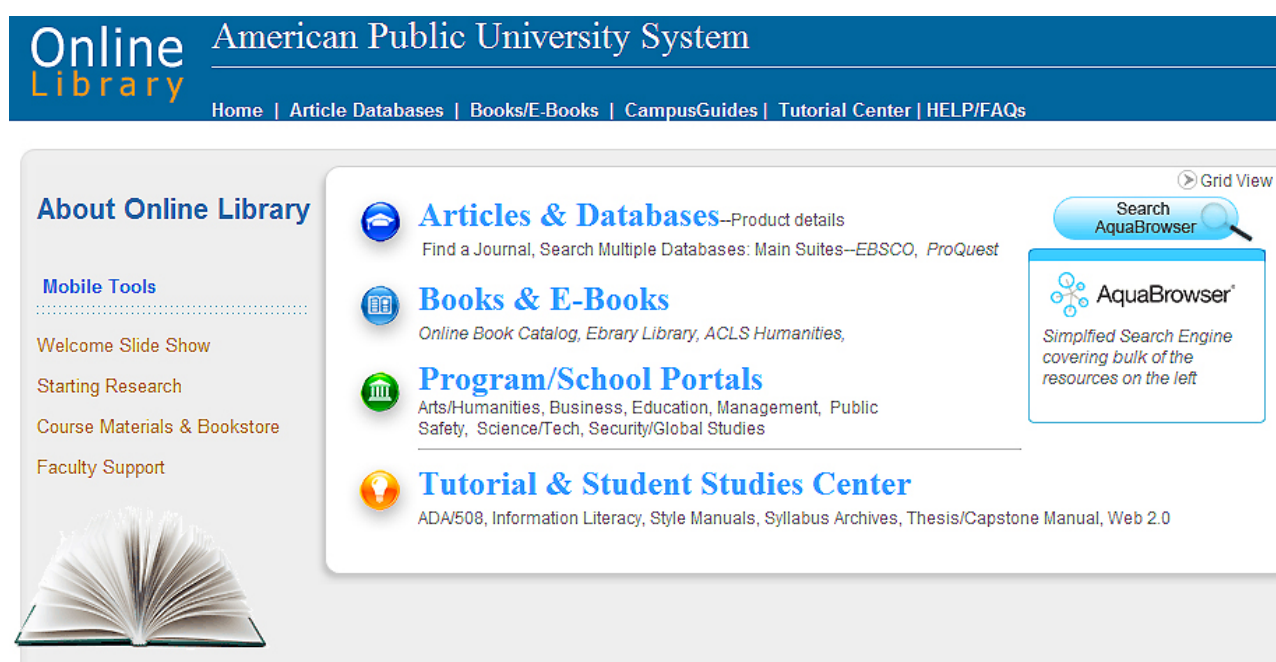 Online
Library
American Public University System
Home | Article Databases | Books/E-Books | CampusGuides | Tutorial Center | HELP/FAQs
About Online Library
Mobile Tools
Welcome Slide Show
Starting Research
Course Materials & Bookstore
Faculty Support
Grid View
Articles & Databases--Product details
Find a Journal, Search Multiple Databases: Main Suites--EBSCO, ProQuest
Books & E-Books
Online Book Catalog, Ebrary Library, ACLS Humanities,
Program/School Portals
Arts/Humanities, Business, Education, Management, Public
Safety, Science/Tech, Security/Global Studies
Tutorial & Student Studies Center
ADA/508, Information Literacy, Style Manuals, Syllabus Archives, Thesis/Capstone Manual, Web 2.0
Search
AquaBrowser
AquaBrowser
Simplfied Search Engine
covering bulk of the
resources on the left